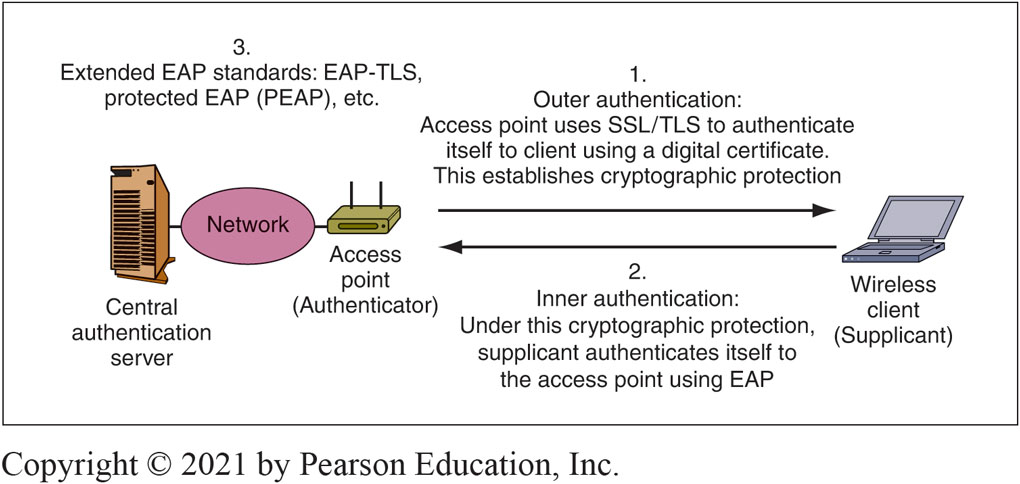 3.
Extended EAP standards: EAP-TLS,
protected EAP (PEAP), etc.
1.
Outer authentication:
Access point uses SSL/TLS to authenticate
itself to client using a digital certificate.
This establishes cryptographic protection
Network
Access
point
(Authenticator)
Central
authentication
server
2.
Inner authentication:
Under this cryptographic protection,
supplicant authenticates itself to
the access point using EAP
Wireless
client
(Supplicant)
Copyright © 2021 by Pearson Education, Inc.